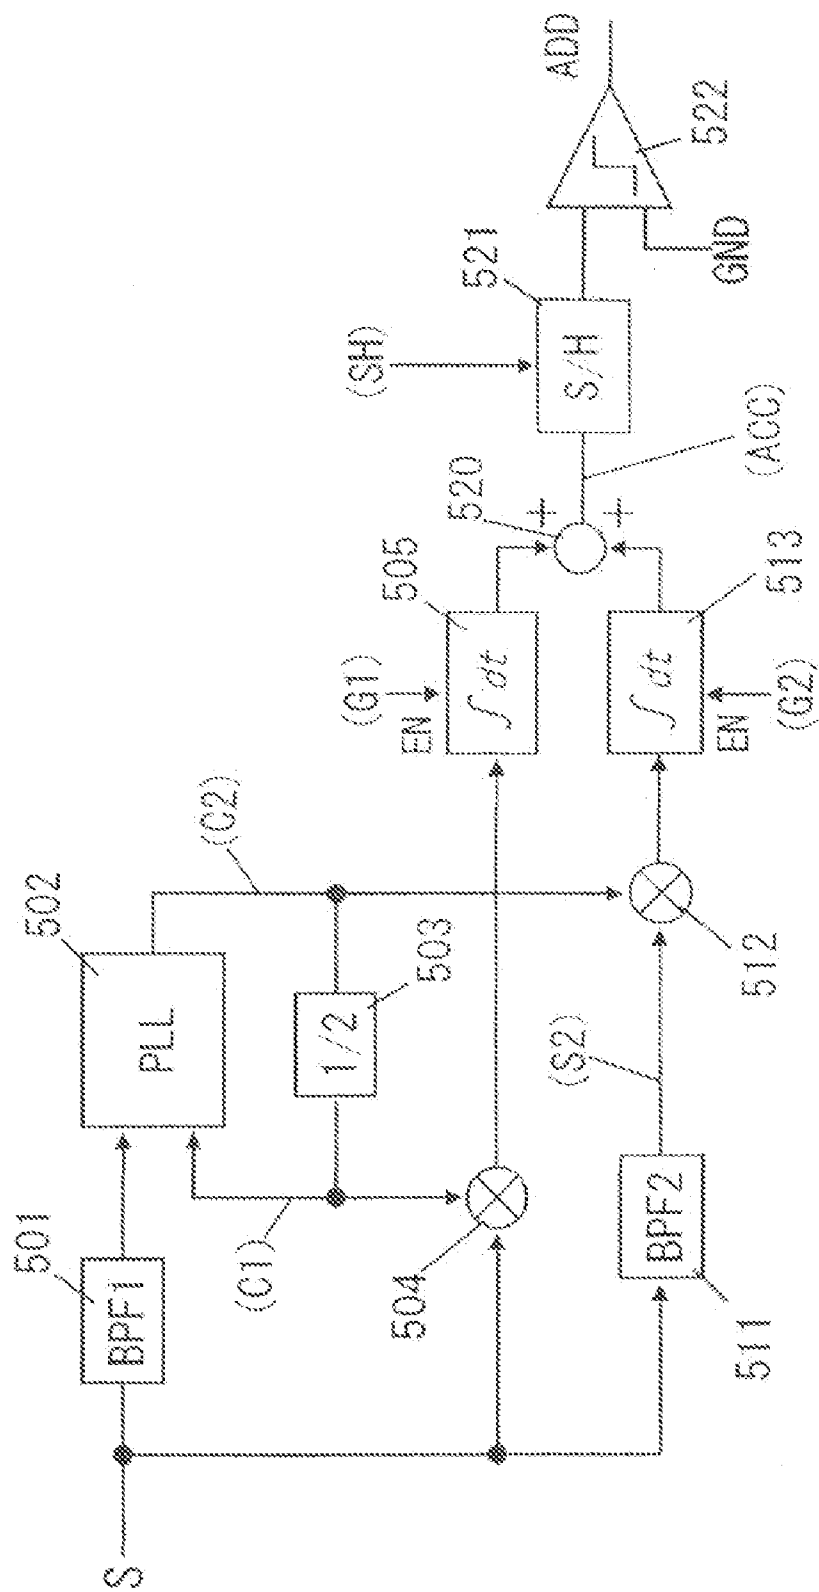 S
501
BPF1
502
PLL
(C2)
503
1/2
(C1)
504
(G1)
EN
505
∫dt
520
+
+
(SH)
521
S/H
(ACC)
522
ADD
GND
511
BPF2
(S2)
512
∫dt
513
EN
(G2)